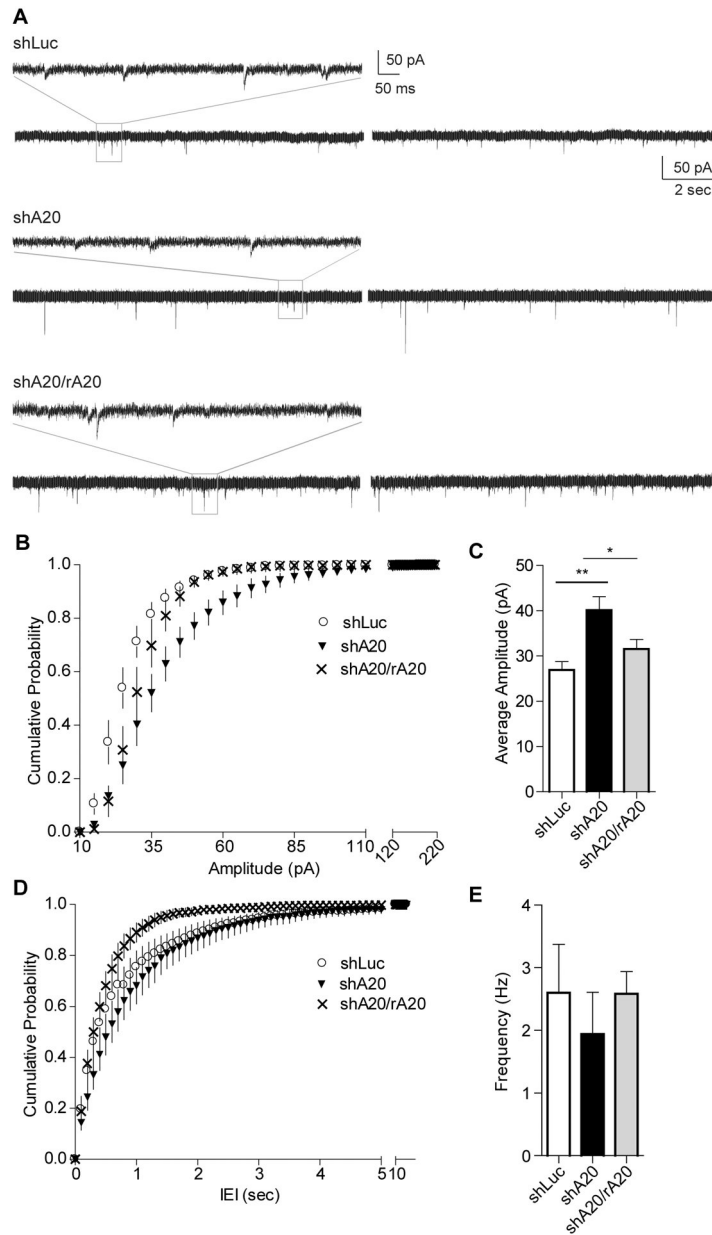 A
shLuc
50 pA
50 ms
50 pA
2 sec
shA20
shA20/rA20
B
1.0
0.8
0.6
0.4
0.2
0.0
Cumulative Probability
shLuc
shA20
shA20/rA20
10 35 60 85 110 120 220
Amplitude (pA)
C
50
40
30
20
10
0
Average Amplitude (pA)
**
*
shLuc
shA20
shA20/rA20
D
1.0
0.8
0.6
0.4
0.2
0.0
Cumulative Probability
shLuc
shA20
shA20/rA20
0 1 2 3 4 5 10
IEI (sec)
E
4
3
2
1
0
Frequency (Hz)
shLuc
shA20
shA20/rA20